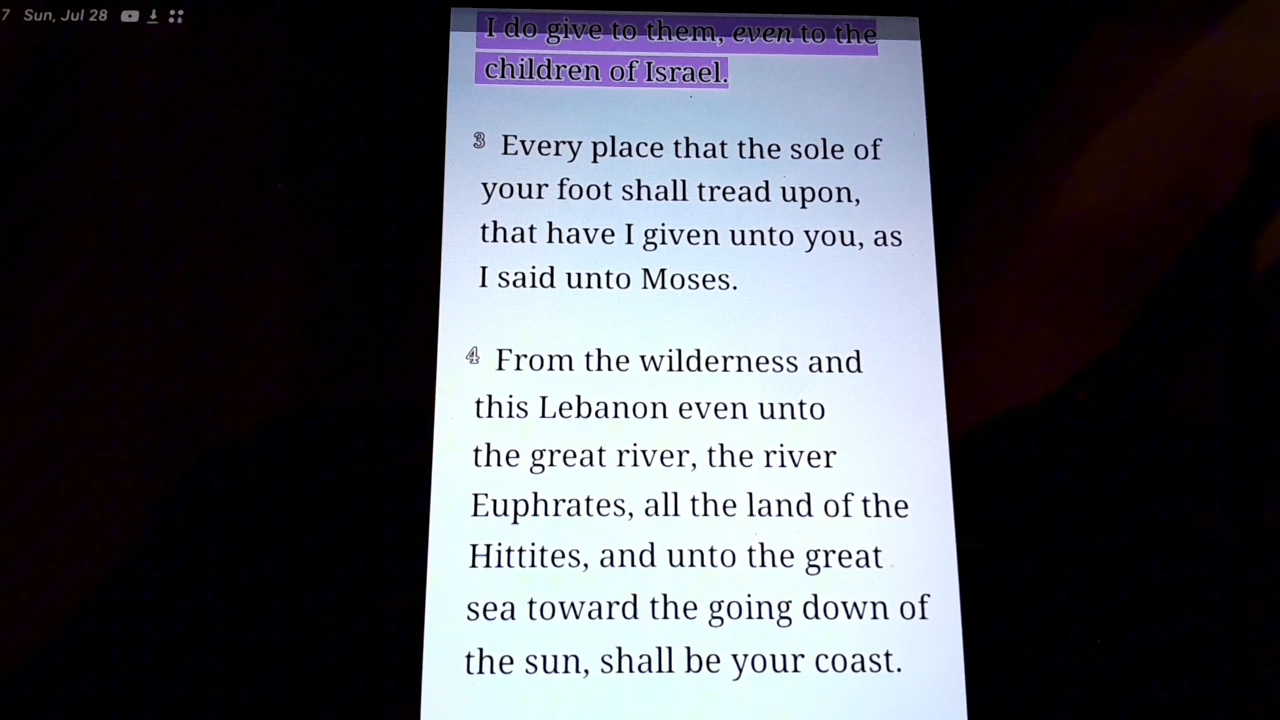 7 Sun, Jul 28
I do give to them, even to the
children of Israel.
3 Every place that the sole of
your foot shall tread upon,
that have I given unto you, as
I said unto Moses.
4 From the wilderness and
this Lebanon even unto
the great river, the river
Euphrates, all the land of the
Hittites, and unto the great
sea toward the going down of
the sun, shall be your coast.